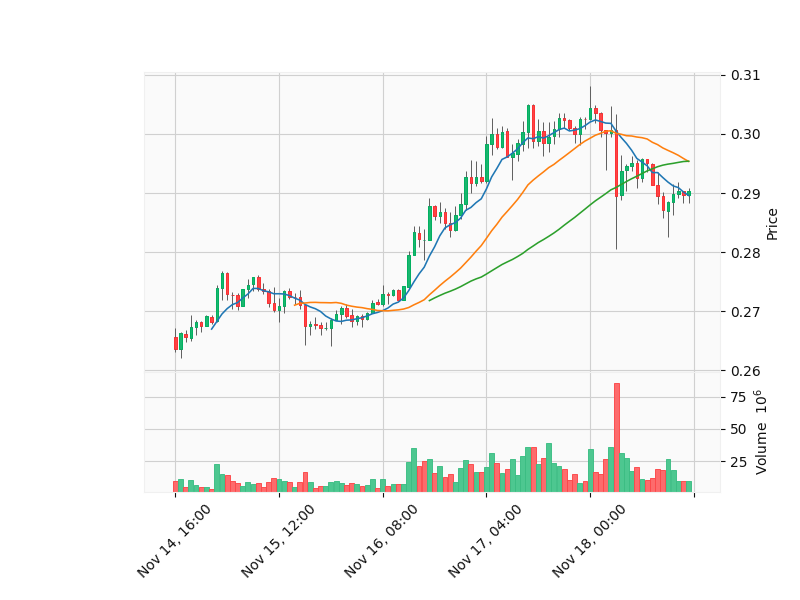 0.31
0.30
0.29
0.28
0.27
0.26
Price
75
50
25
Volume 10^6
Nov 14, 16:00
Nov 15, 12:00
Nov 16, 08:00
Nov 17, 04:00
Nov 18, 00:00